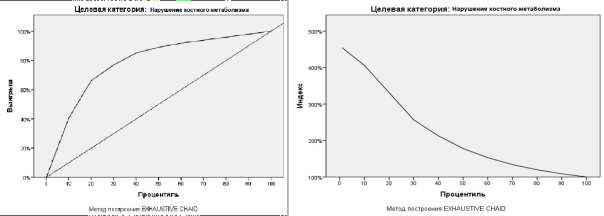 Целевая категория: Нарушение костного метаболизма
Выигрыш
100%
80%
60%
40%
20%
0%
0 10 20 30 40 50 60 70 80 90 100
Процентиль
Метод построения EXHAUSTIVE CHAID
Целевая категория: Нарушение костного метаболизма
Индекс
500%
400%
300%
200%
100%
0 10 20 30 40 50 60 70 80 90 100
Процентиль
Метод построения EXHAUSTIVE CHAID